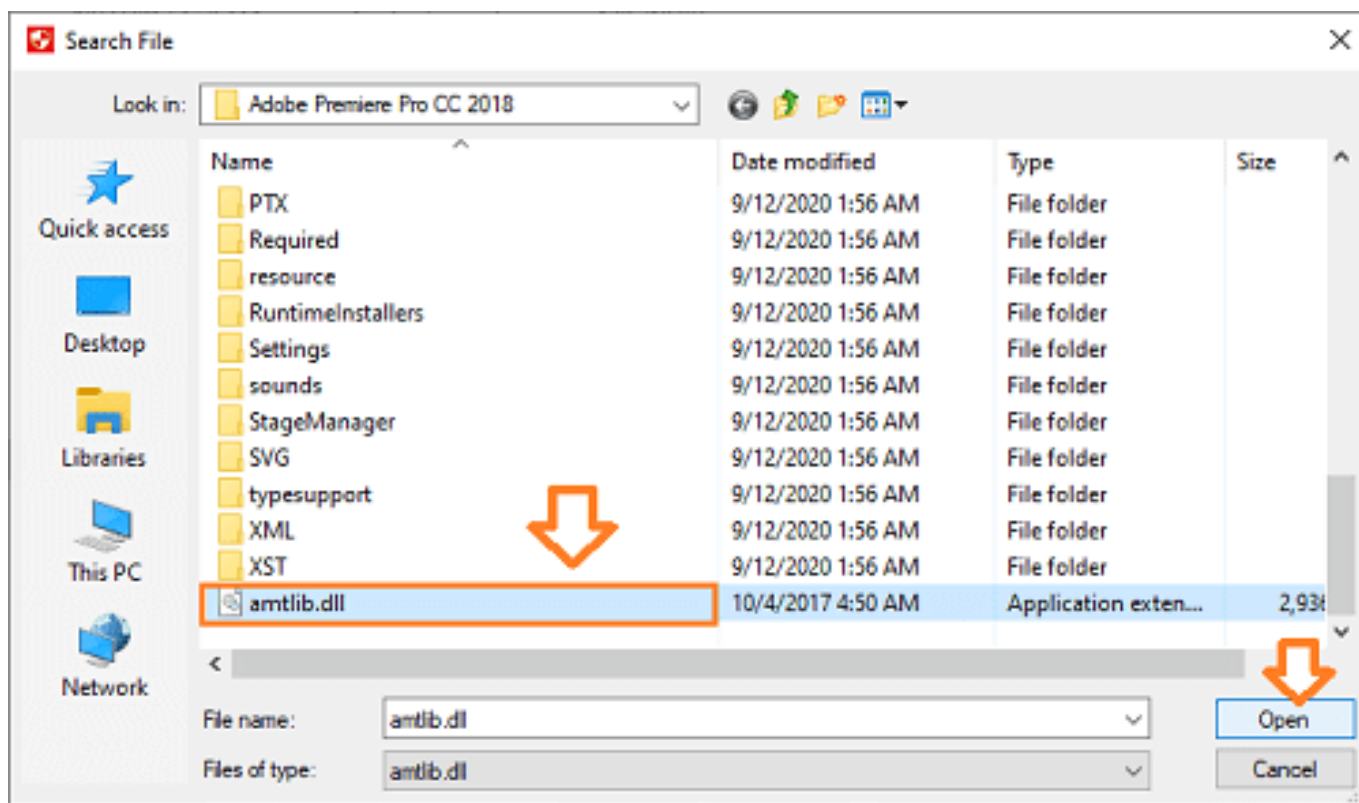 Search File
Look in: Adobe Premiere Pro CC 2018
Name Date modified Type Size
PTX 9/12/2020 1:56 AM File folder
Required 9/12/2020 1:56 AM File folder
resource 9/12/2020 1:56 AM File folder
RuntimeInstallers 9/12/2020 1:56 AM File folder
Settings 9/12/2020 1:56 AM File folder
sounds 9/12/2020 1:56 AM File folder
StageManager 9/12/2020 1:56 AM File folder
SVG 9/12/2020 1:56 AM File folder
typesupport 9/12/2020 1:56 AM File folder
XML 9/12/2020 1:56 AM File folder
XST 9/12/2020 1:56 AM File folder
amtlib.dll 10/4/2017 4:50 AM Application exten... 2,936
Quick access
Desktop
Libraries
This PC
Network
File name: amtlib.dll Open
Files of type: amtlib.dll Cancel